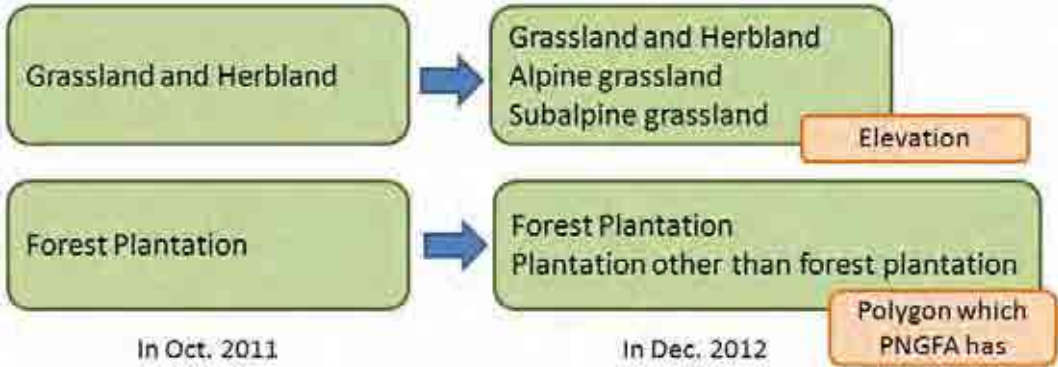 Grassland and Herbland
Grassland and Herbland
Alpine grassland
Subalpine grassland
Elevation
Forest Plantation
Forest Plantation
Plantation other than forest plantation
Polygon which
PNGFA has
In Oct. 2011
In Dec. 2012